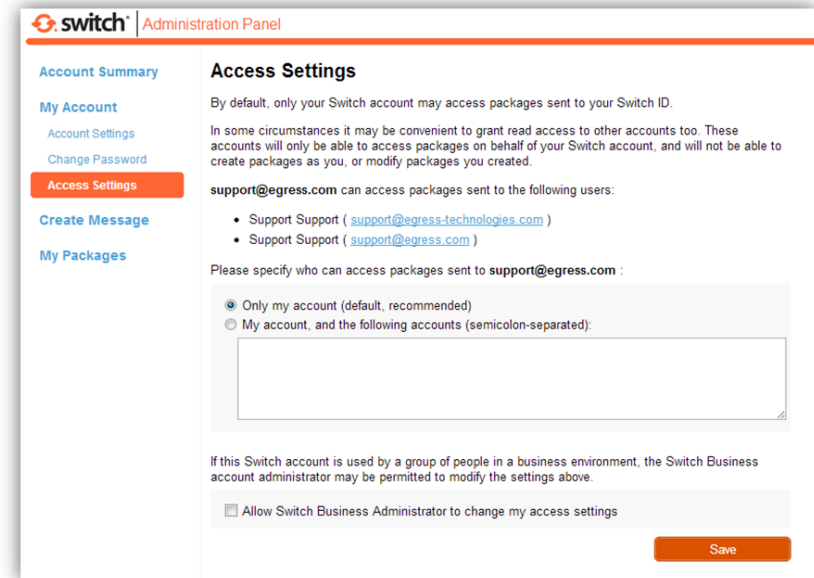 switch Administration Panel
Account Summary
My Account
Account Settings
Change Password
Access Settings
Create Message
My Packages
Access Settings
By default, only your Switch account may access packages sent to your Switch ID.
In some circumstances it may be convenient to grant read access to other accounts too. These
accounts will only be able to access packages on behalf of your Switch account, and will not be able to
create packages as you, or modify packages you created.
support@egress.com can access packages sent to the following users:
• Support Support ( support@egress-technologies.com )
• Support Support ( support@egress.com )
Please specify who can access packages sent to support@egress.com :
Only my account (default, recommended)
My account, and the following accounts (semicolon-separated):
If this Switch account is used by a group of people in a business environment, the Switch Business
account administrator may be permitted to modify the settings above.
Allow Switch Business Administrator to change my access settings
Save